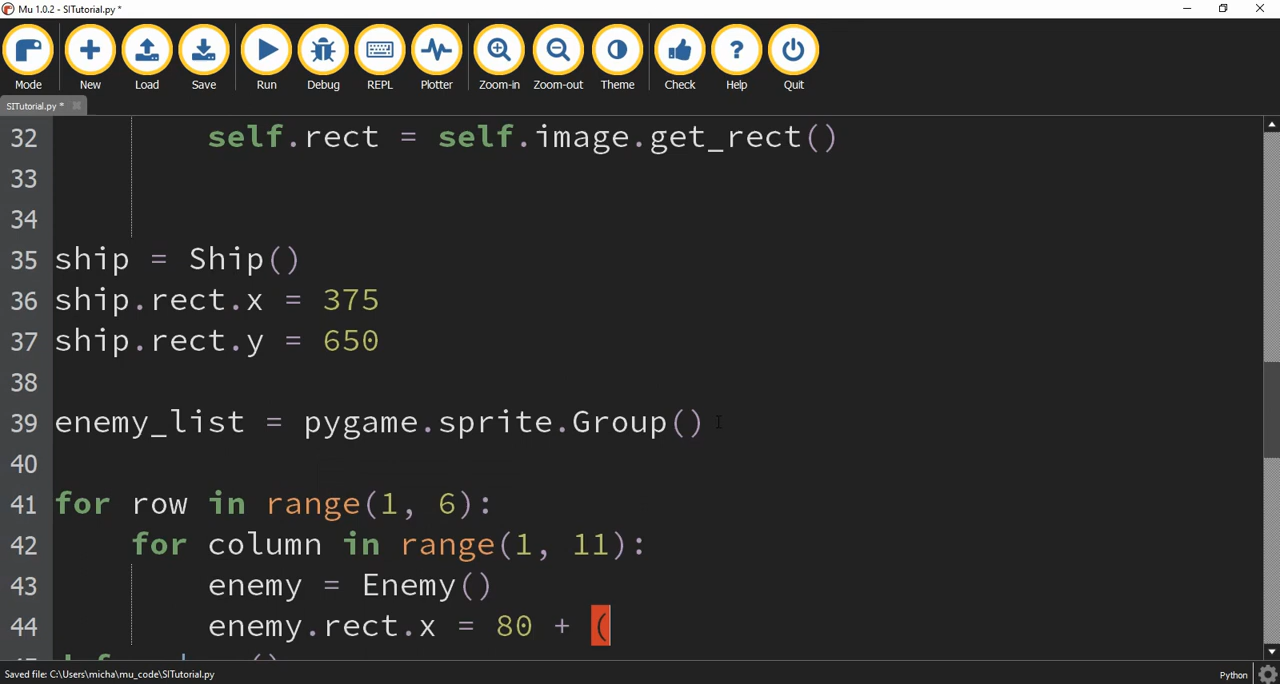 Mu 1.0.2 - SITutorial.py *
Mode New Load Save Run Debug REPL Plotter Zoom-in Zoom-out Theme Check Help Quit
SITutorial.py *
32 self.rect = self.image.get_rect()
33
34
35 ship = Ship()
36 ship.rect.x = 375
37 ship.rect.y = 650
38
39 enemy_list = pygame.sprite.Group()
40
41 for row in range(1, 6):
42 for column in range(1, 11):
43 enemy = Enemy()
44 enemy.rect.x = 80 + (
Saved file: C:\Users\micha\mu_code\SITutorial.py Python